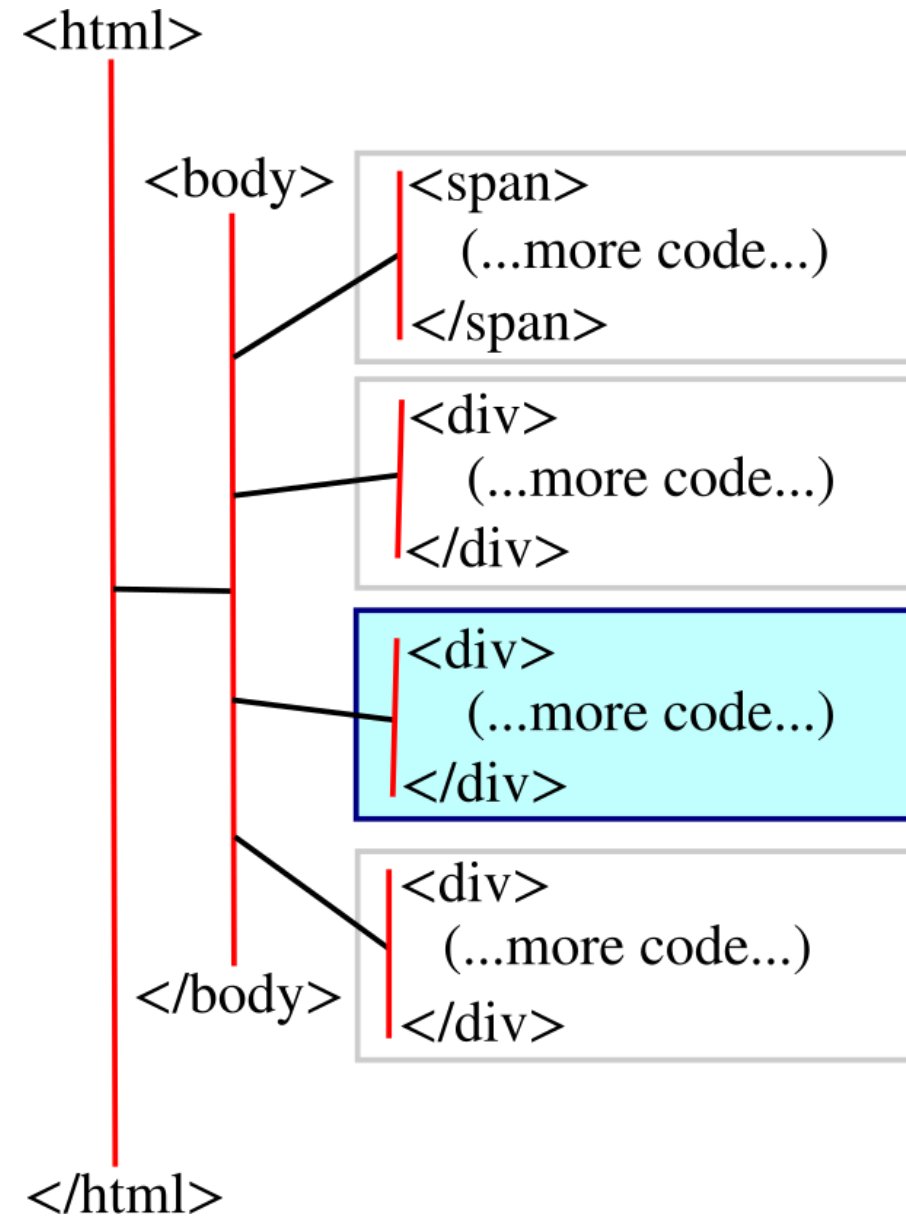 <html>
<body>
<span>
(...more code...)
</span>
<div>
(...more code...)
</div>
<div>
(...more code...)
</div>
<div>
(...more code...)
</div>
</body>
</html>